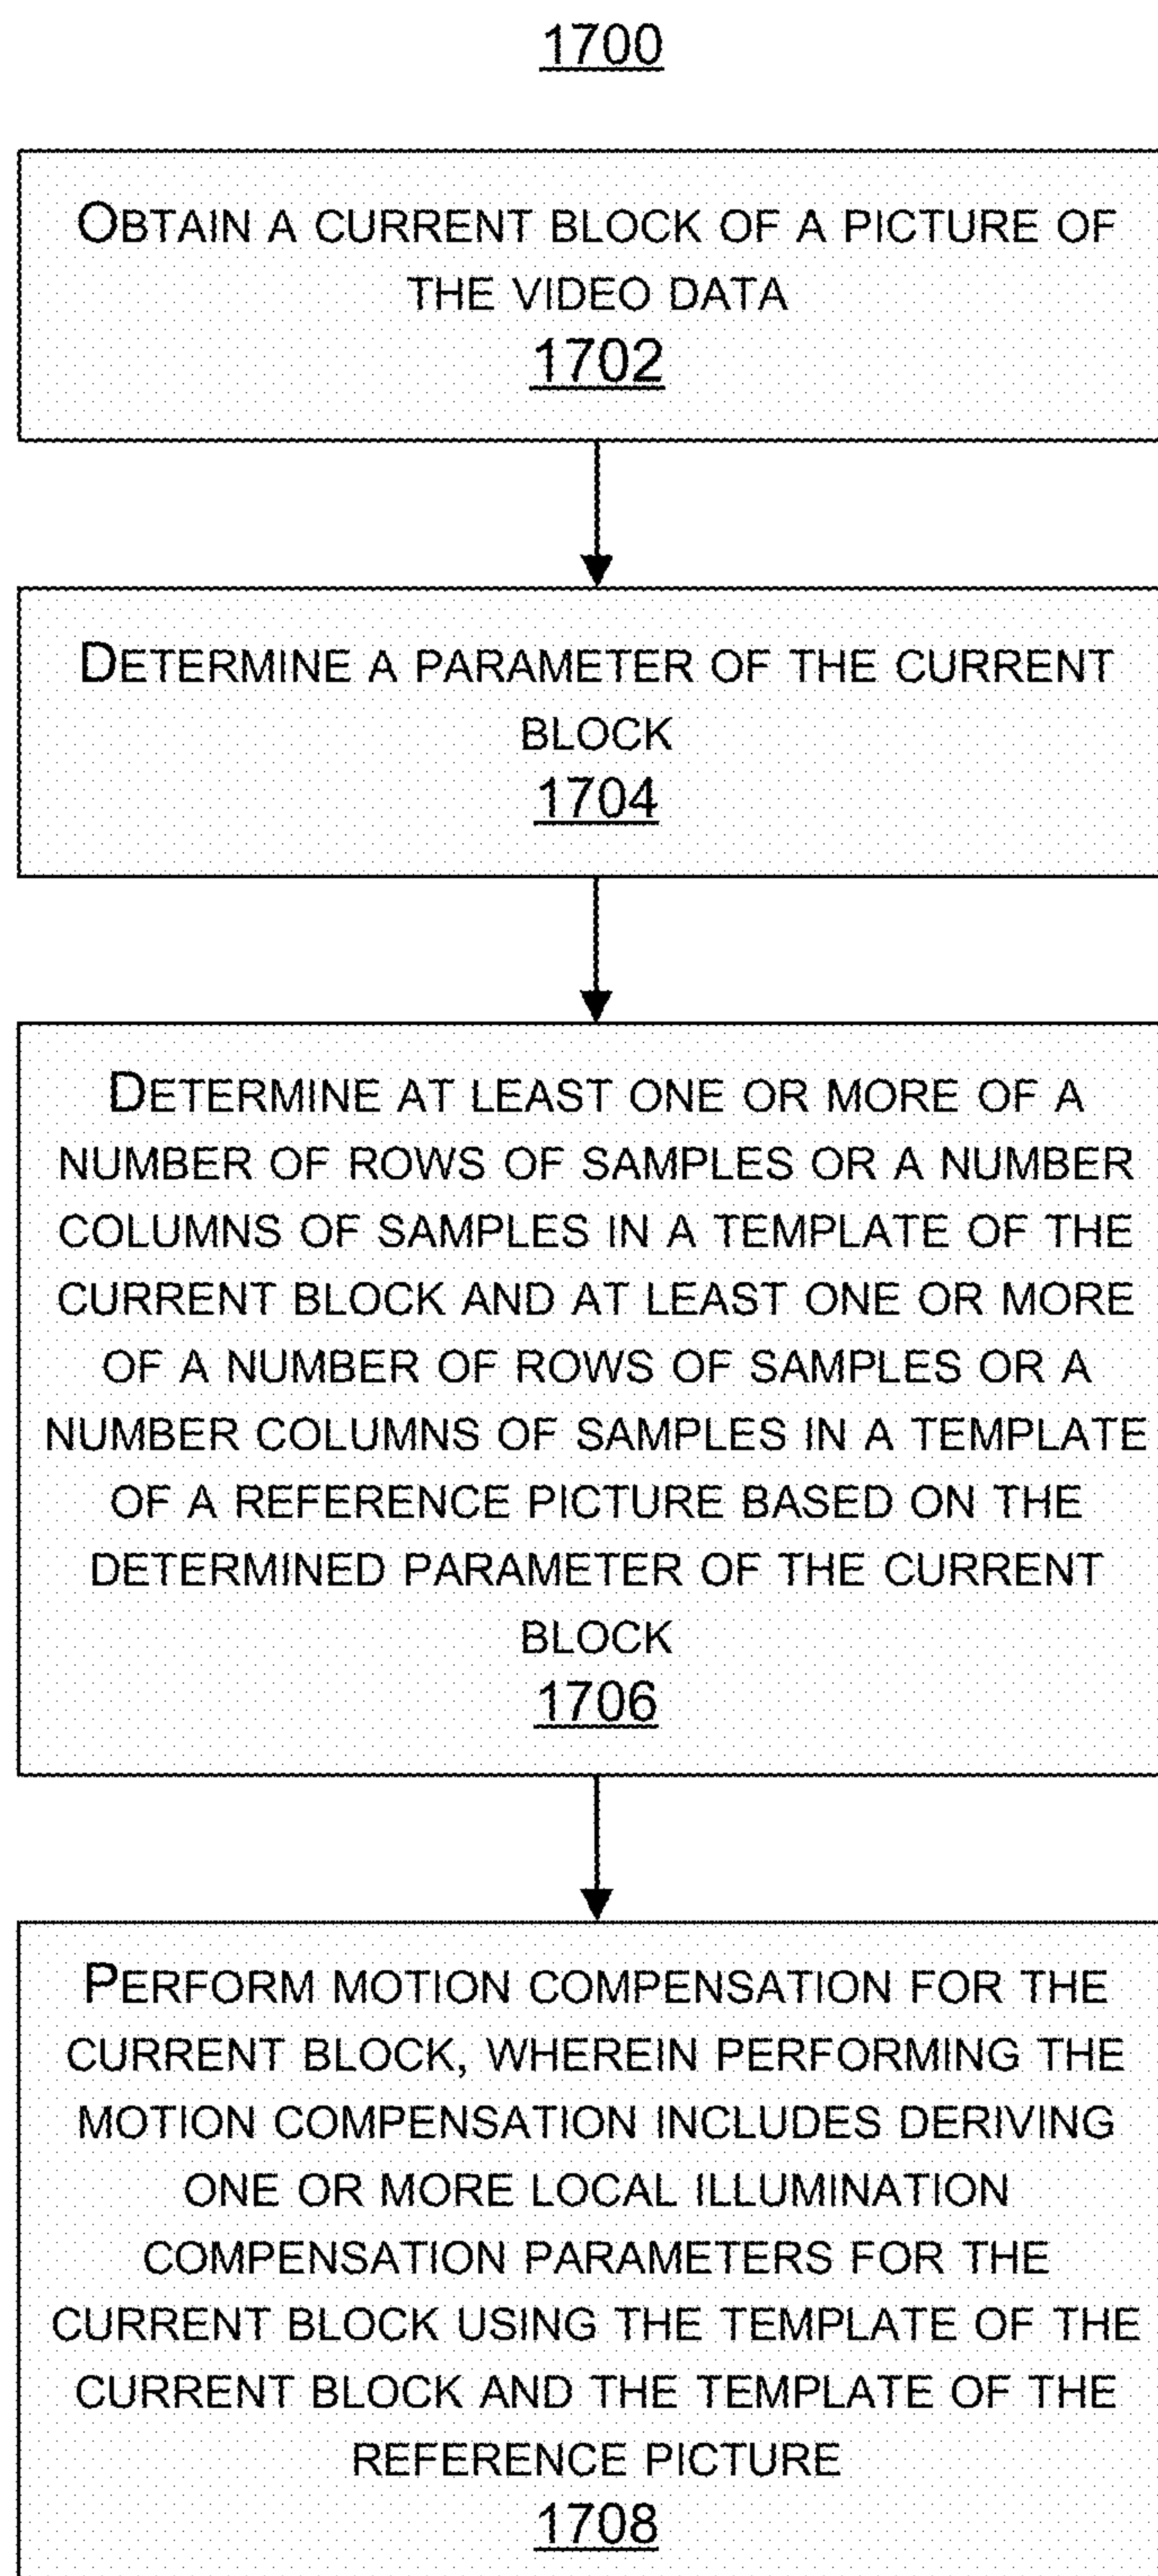 1700
OBTAIN A CURRENT BLOCK OF A PICTURE OF
THE VIDEO DATA
1702
DETERMINE A PARAMETER OF THE CURRENT
BLOCK
1704
DETERMINE AT LEAST ONE OR MORE OF A
NUMBER OF ROWS OF SAMPLES OR A NUMBER
COLUMNS OF SAMPLES IN A TEMPLATE OF THE
CURRENT BLOCK AND AT LEAST ONE OR MORE
OF A NUMBER OF ROWS OF SAMPLES OR A
NUMBER COLUMNS OF SAMPLES IN A TEMPLATE
OF A REFERENCE PICTURE BASED ON THE
DETERMINED PARAMETER OF THE CURRENT
BLOCK
1706
PERFORM MOTION COMPENSATION FOR THE
CURRENT BLOCK, WHEREIN PERFORMING THE
MOTION COMPENSATION INCLUDES DERIVING
ONE OR MORE LOCAL ILLUMINATION
COMPENSATION PARAMETERS FOR THE
CURRENT BLOCK USING THE TEMPLATE OF THE
CURRENT BLOCK AND THE TEMPLATE OF THE
REFERENCE PICTURE
1708